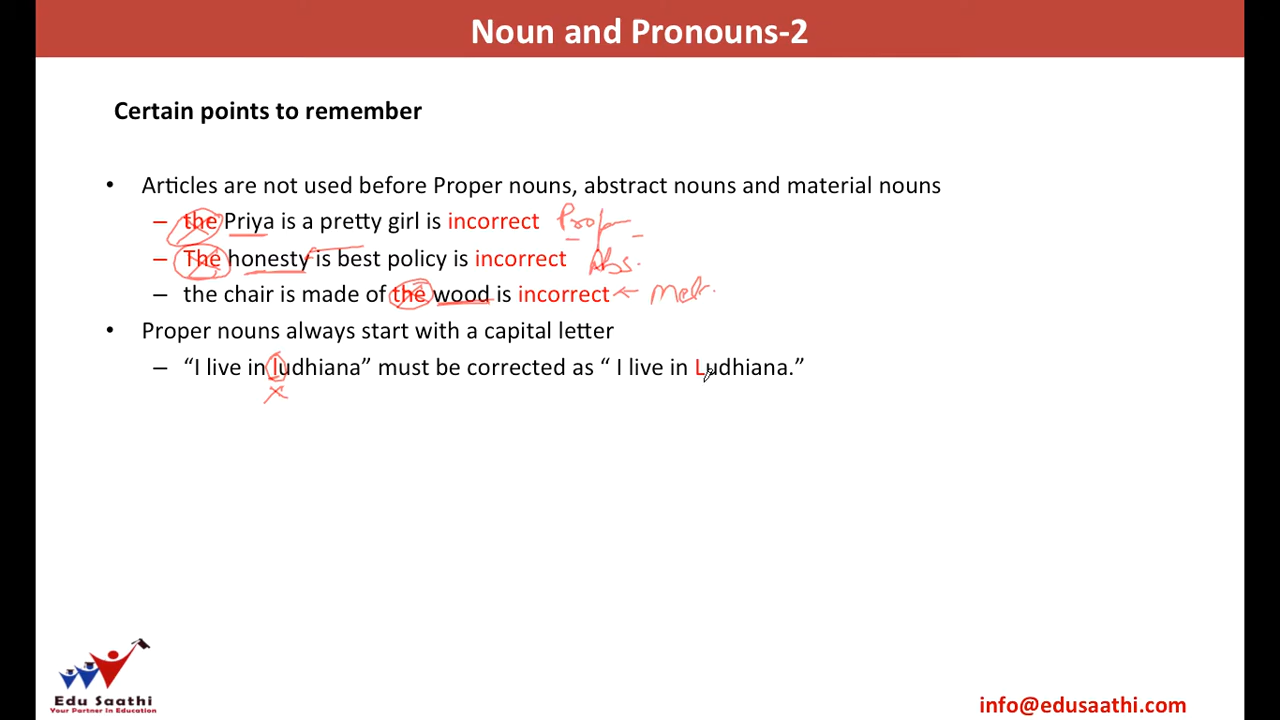 Noun and Pronouns-2
Certain points to remember
• Articles are not used before Proper nouns, abstract nouns and material nouns
– the Priya is a pretty girl is incorrect Prop
– The honesty is best policy is incorrect Abs.
– the chair is made of the wood is incorrect ←
• Proper nouns always start with a capital letter
– “I live in ludhiana” must be corrected as “ I live in Ludhiana.”
x
Edu Saathi
Your Partner in Education
info@edusaathi.com